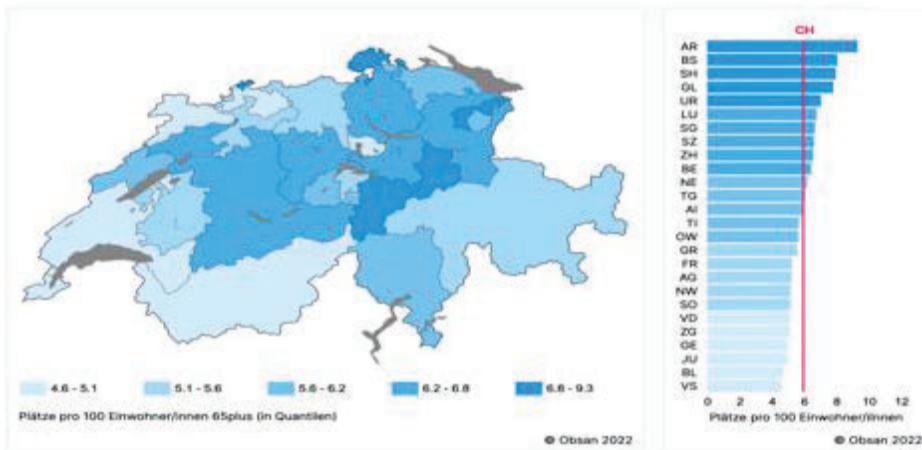 4.6 - 5.1
5.1 - 5.6
5.6 - 6.2
6.2 - 6.8
6.8 - 9.3
Plätze pro 100 Einwohner/innen 65plus (in Quantilen)
© Obsan 2022
CH
AR
BS
SH
GL
UR
LU
SG
SZ
ZH
BE
NE
TG
AI
TI
OW
GR
FR
AG
NW
SO
VD
ZG
GE
JU
BL
VS
0 2 4 6 8 10 12
Plätze pro 100 Einwohner/innen
© Obsan 2022